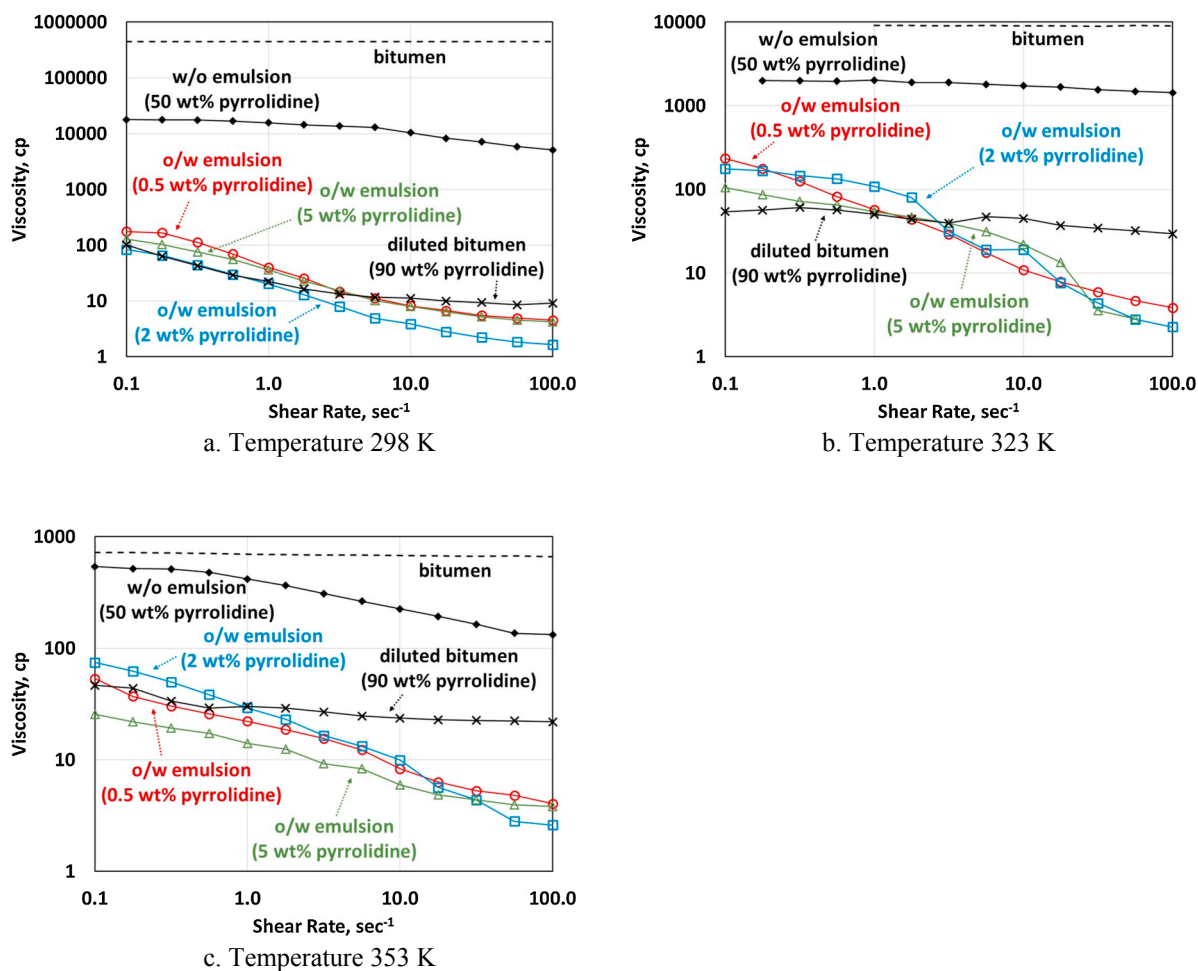 1000000
100000
10000
1000
100
10
1
Viscosity, cp
bitumen
w/o emulsion
(50 wt% pyrrolidine)
o/w emulsion
(0.5 wt% pyrrolidine)
o/w emulsion
(5 wt% pyrrolidine)
diluted bitumen
(90 wt% pyrrolidine)
o/w emulsion
(2 wt% pyrrolidine)
0.1 1.0 10.0 100.0
Shear Rate, sec⁻¹
a. Temperature 298 K
10000
1000
100
10
1
Viscosity, cp
bitumen
w/o emulsion
(50 wt% pyrrolidine)
o/w emulsion
(0.5 wt% pyrrolidine)
o/w emulsion
(2 wt% pyrrolidine)
diluted bitumen
(90 wt% pyrrolidine)
o/w emulsion
(5 wt% pyrrolidine)
0.1 1.0 10.0 100.0
Shear Rate, sec⁻¹
b. Temperature 323 K
1000
100
10
1
Viscosity, cp
bitumen
w/o emulsion
(50 wt% pyrrolidine)
o/w emulsion
(2 wt% pyrrolidine)
diluted bitumen
(90 wt% pyrrolidine)
o/w emulsion
(0.5 wt% pyrrolidine)
o/w emulsion
(5 wt% pyrrolidine)
0.1 1.0 10.0 100.0
Shear Rate, sec⁻¹
c. Temperature 353 K